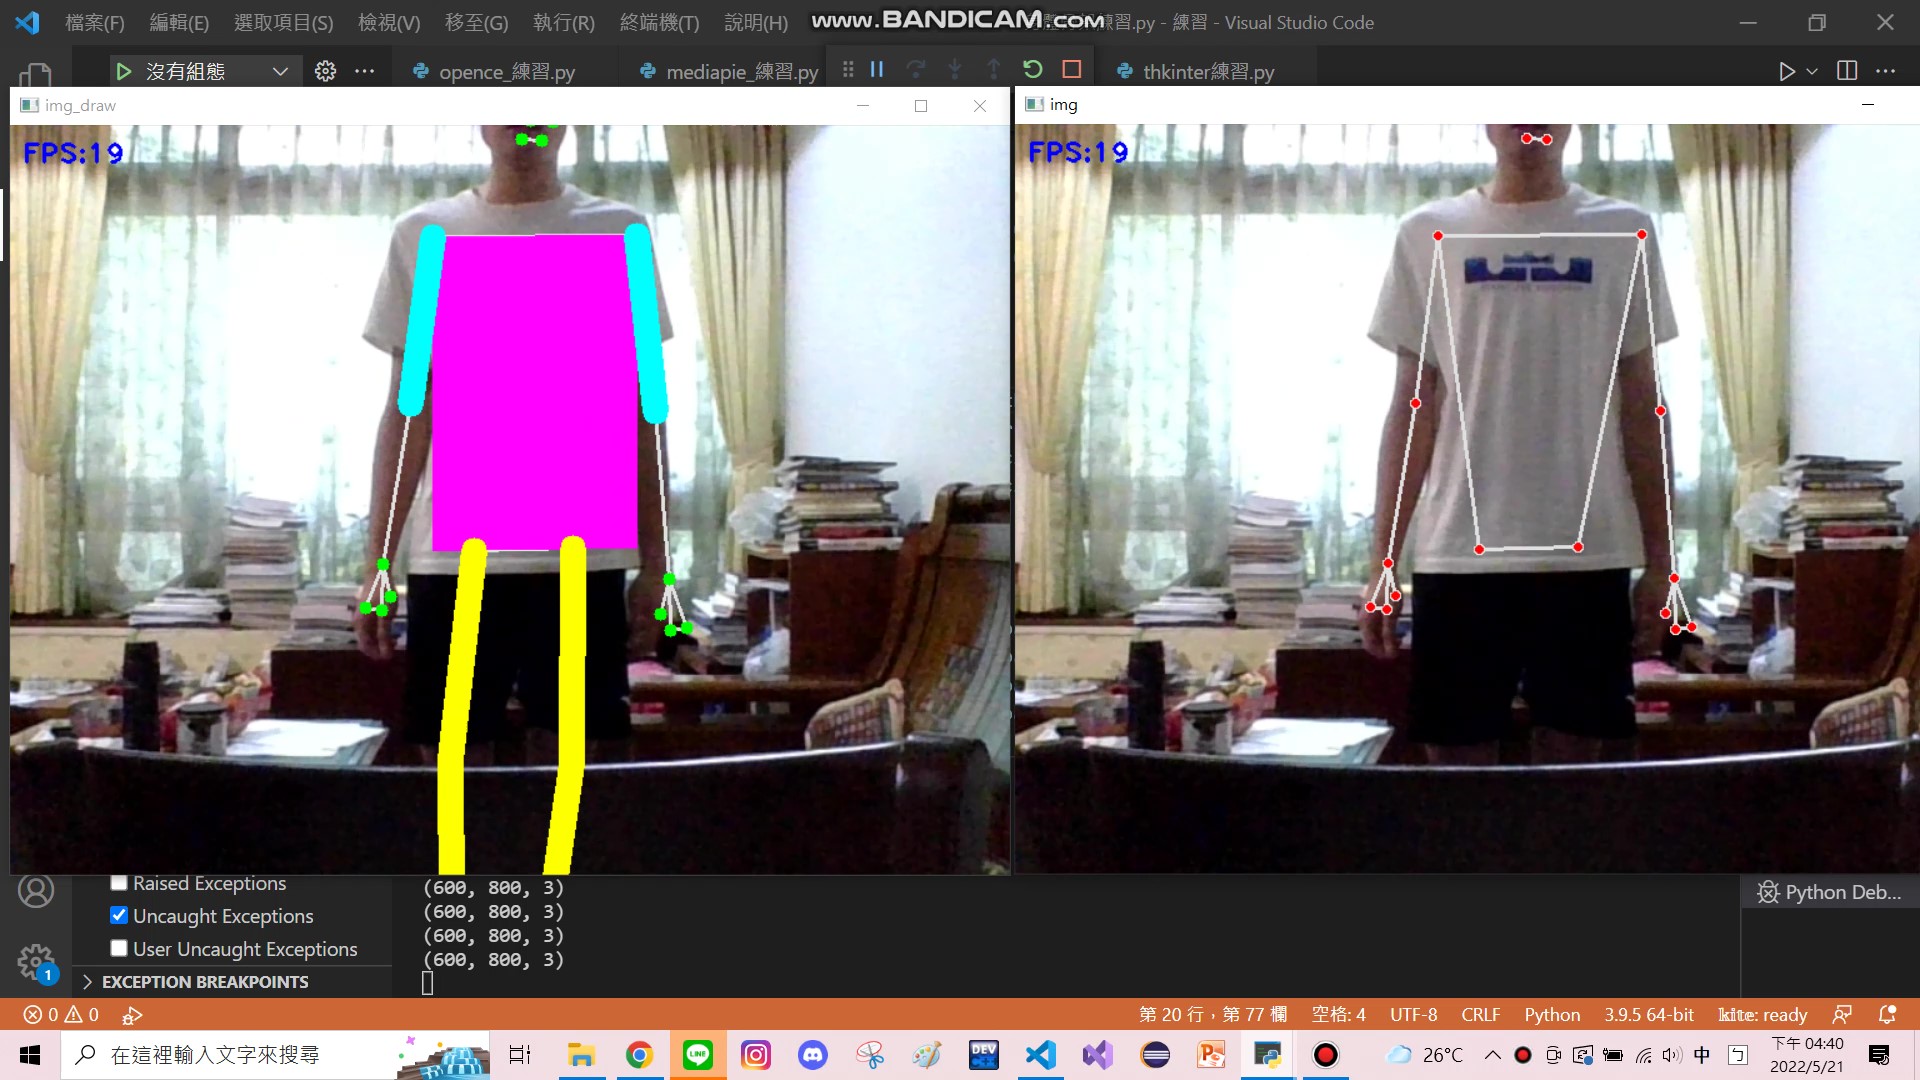 檔案(F) 編輯(E) 選取項目(S) 檢視(V) 移至(G) 執行(R) 終端機(T) 說明(H) www.BANDICAM.com 練習.py - 練習 - Visual Studio Code
沒有組態 opence_練習.py mediapie_練習.py thkinter練習.py
img_draw
img
FPS:19
FPS:19
Raised Exceptions
Uncaught Exceptions
User Uncaught Exceptions
EXCEPTION BREAKPOINTS
(600, 800, 3)
(600, 800, 3)
(600, 800, 3)
(600, 800, 3)
Python Deb...
1
0 0 第 20 行，第 77 欄 空格: 4 UTF-8 CRLF Python 3.9.5 64-bit kite: ready
在這裡輸入文字來搜尋
LINE
DEV
C++
26°C
中
ㄅ
下午 04:40
2022/5/21